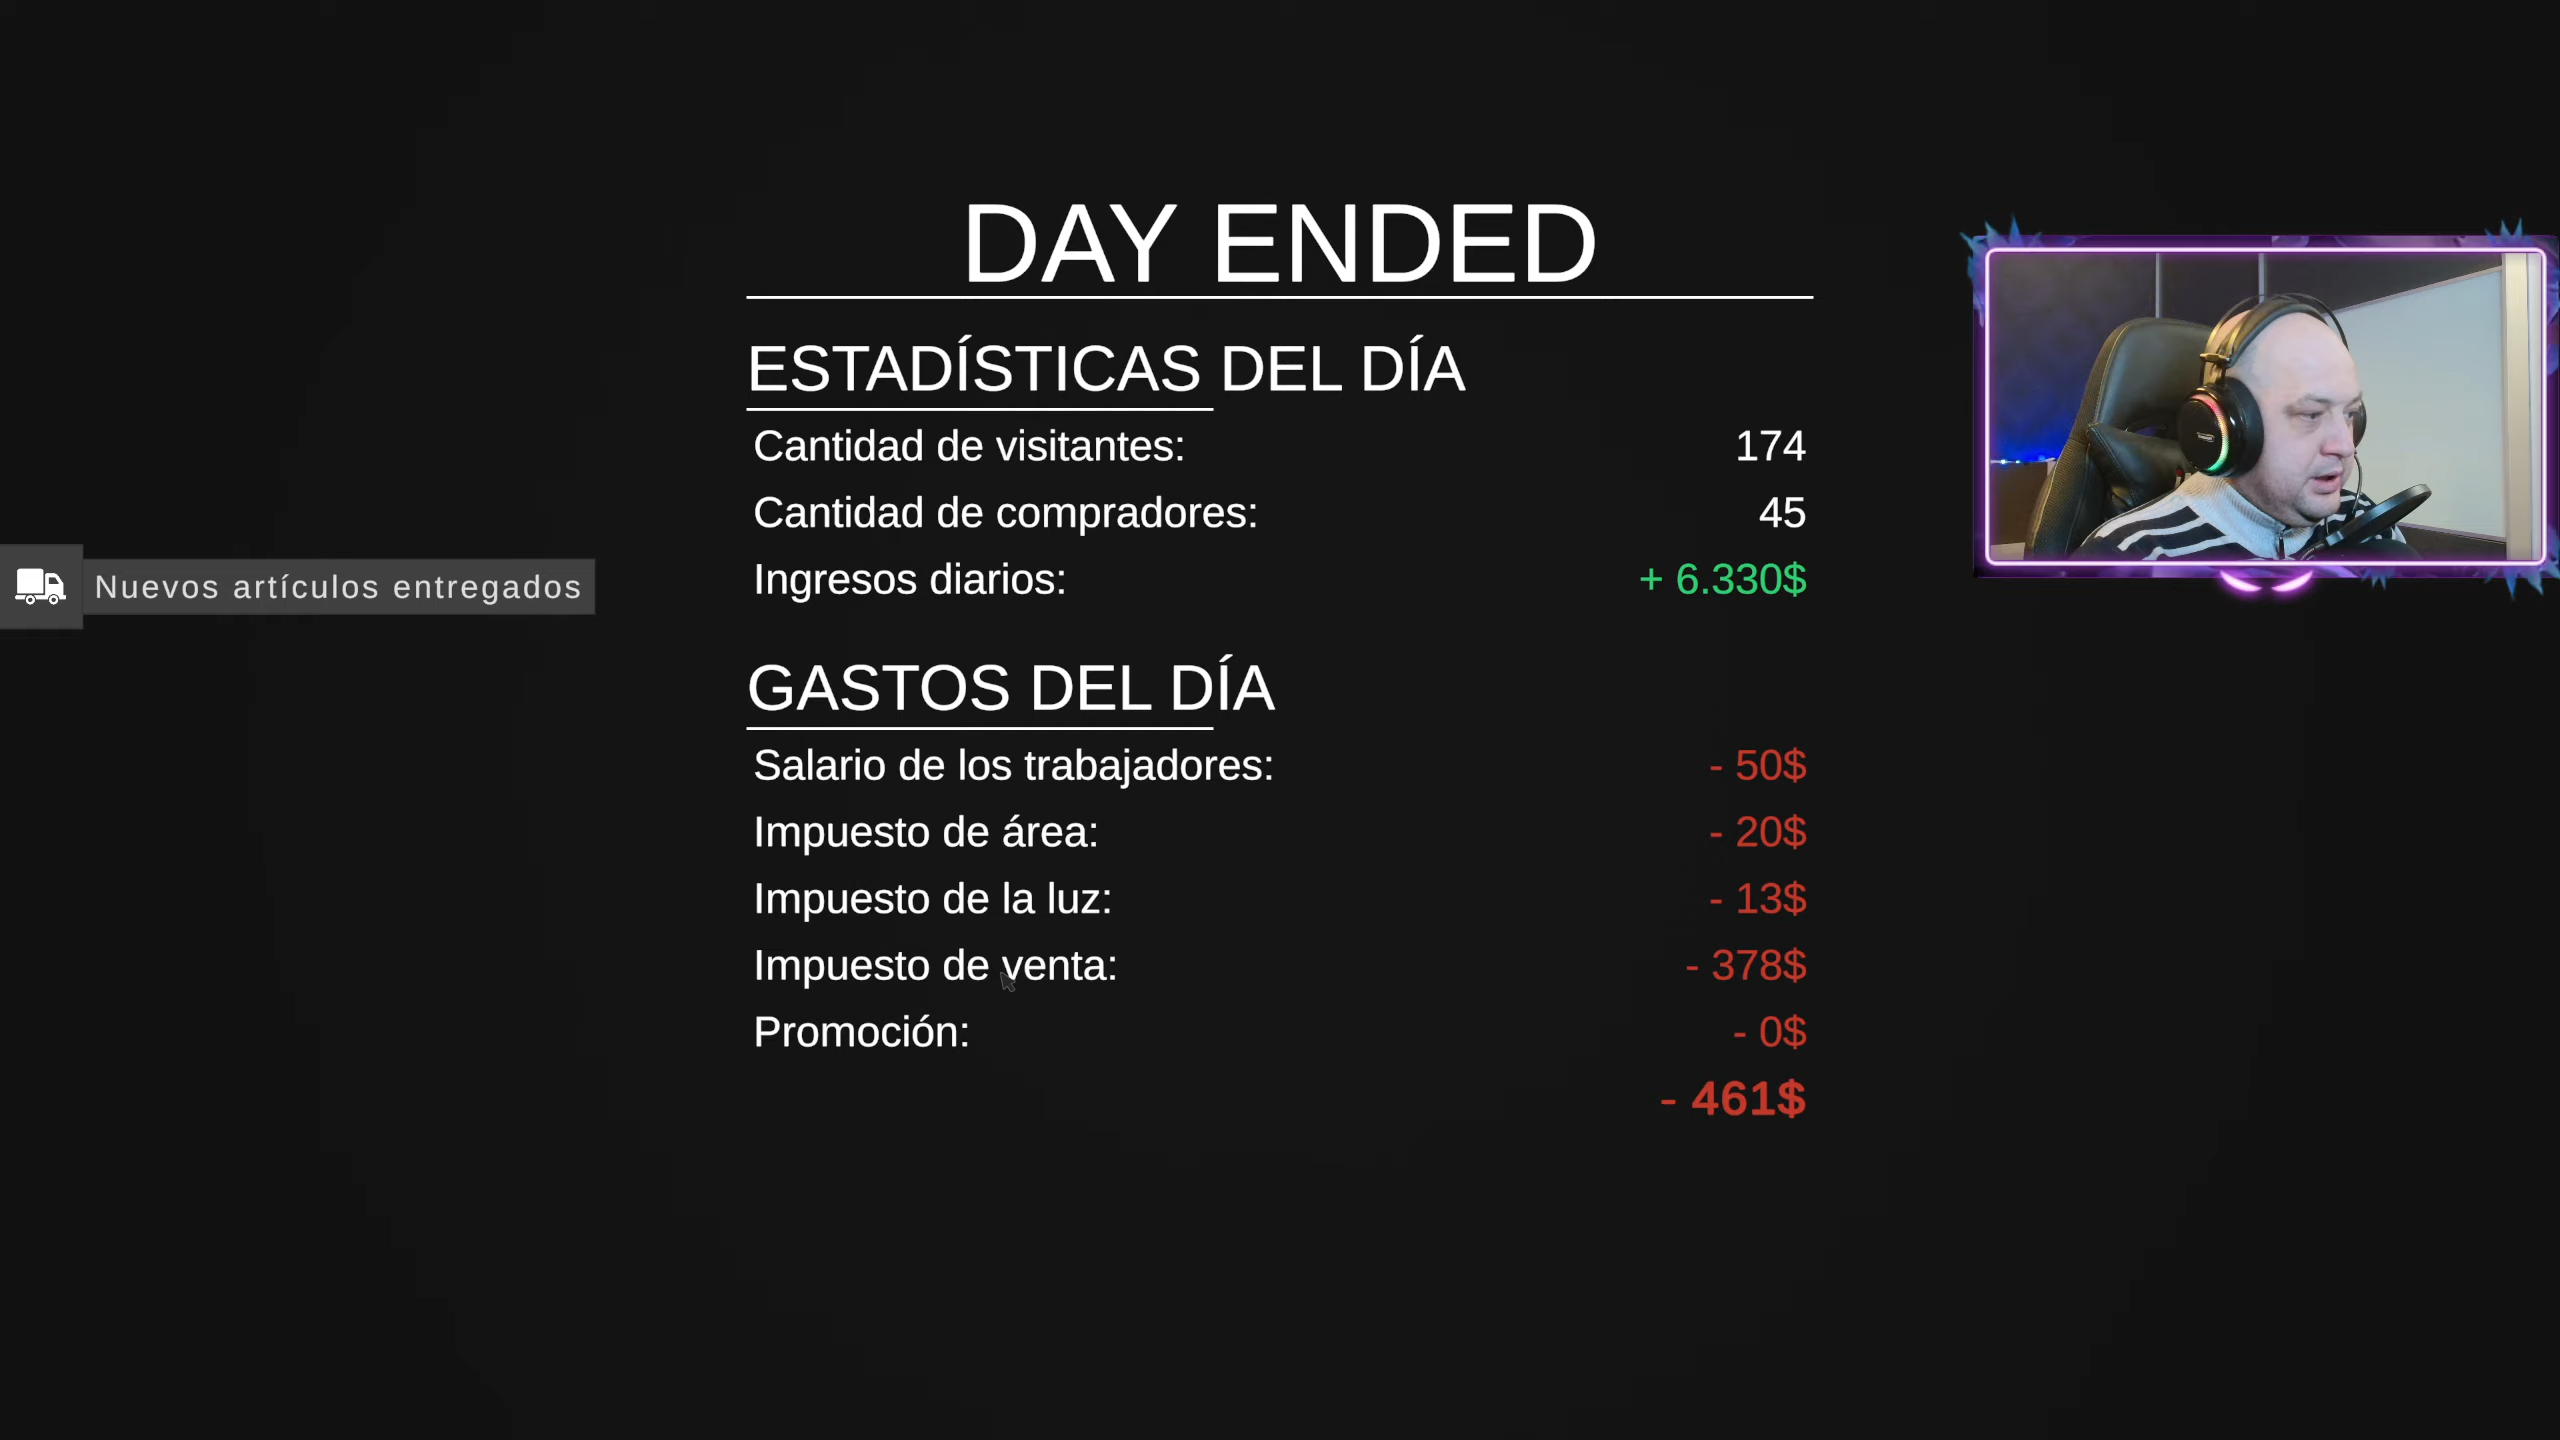 DAY ENDED
ESTADÍSTICAS DEL DÍA
Cantidad de visitantes: 174
Cantidad de compradores: 45
Ingresos diarios: + 6.330$
Nuevos artículos entregados
GASTOS DEL DÍA
Salario de los trabajadores: - 50$
Impuesto de área: - 20$
Impuesto de la luz: - 13$
Impuesto de venta: - 378$
Promoción: - 0$
- 461$